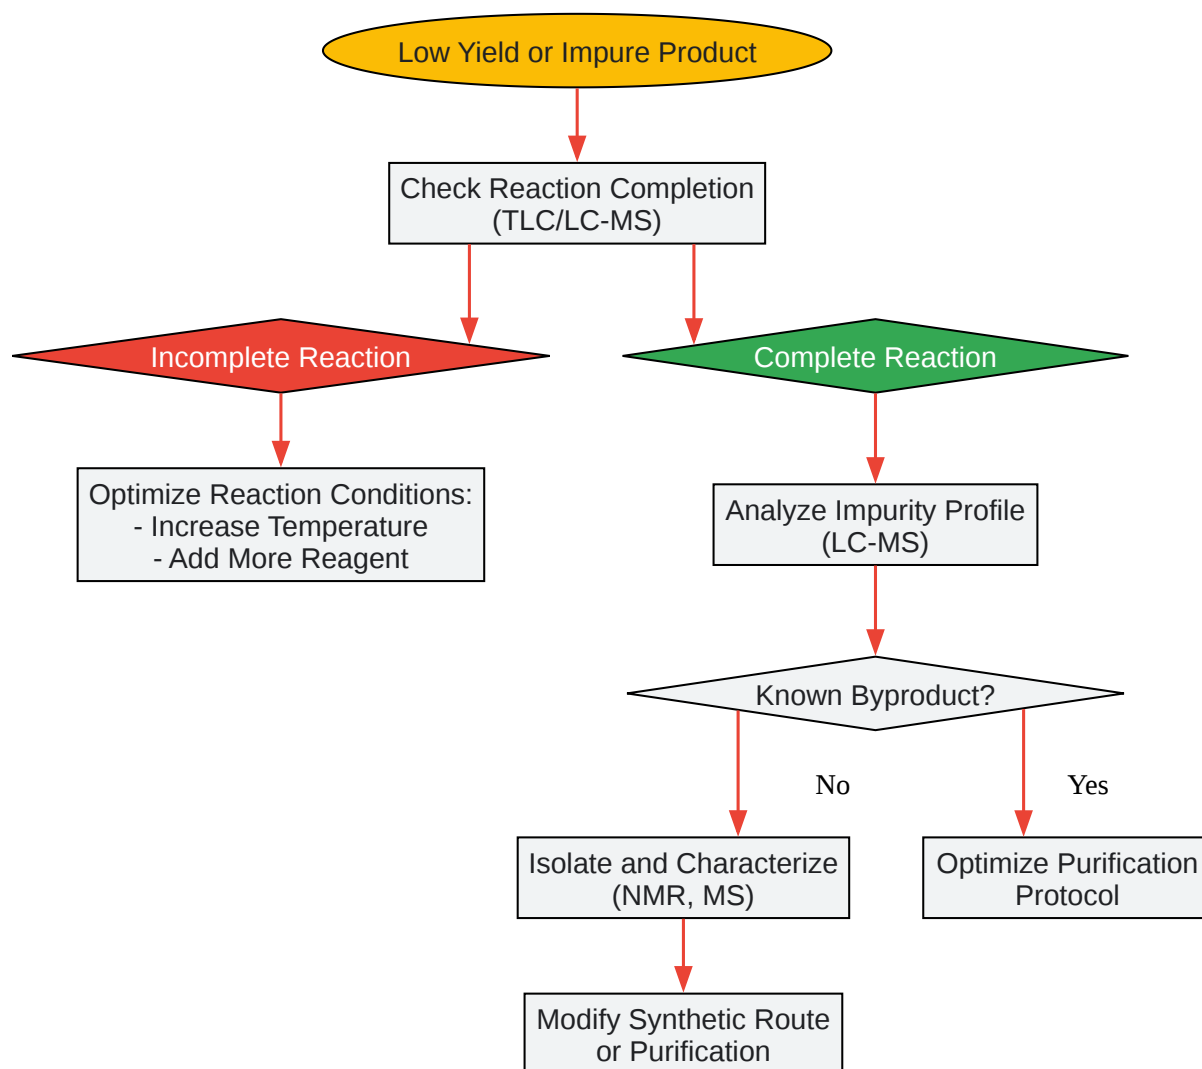 Low Yield or Impure Product
Check Reaction Completion
(TLC/LC-MS)
Incomplete Reaction
Complete Reaction
Optimize Reaction Conditions:
- Increase Temperature
- Add More Reagent
Analyze Impurity Profile
(LC-MS)
Known Byproduct?
No
Yes
Isolate and Characterize
(NMR, MS)
Optimize Purification
Protocol
Modify Synthetic Route
or Purification